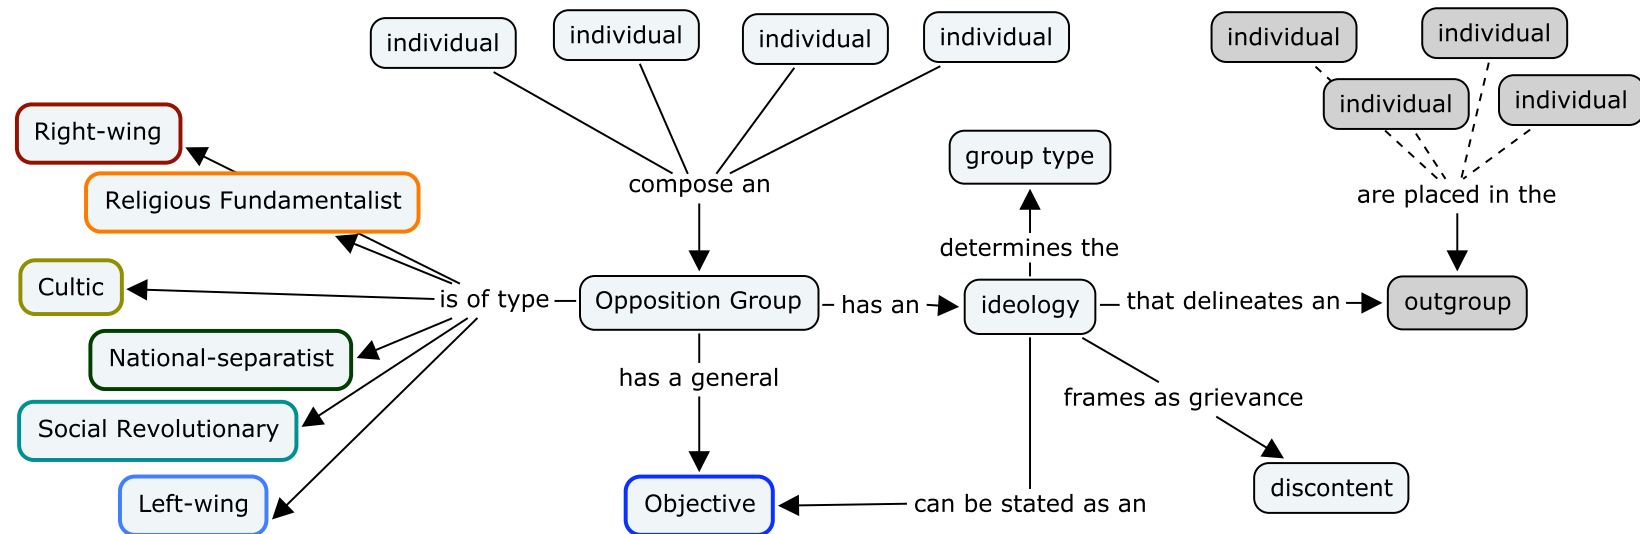 individual
individual
individual
individual
individual
individual
individual
individual
Right-wing
group type
Religious Fundamentalist
compose an
are placed in the
determines the
Cultic
is of type
Opposition Group
has an
ideology
that delineates an
outgroup
National-separatist
has a general
frames as grievance
Social Revolutionary
discontent
Left-wing
Objective
can be stated as an